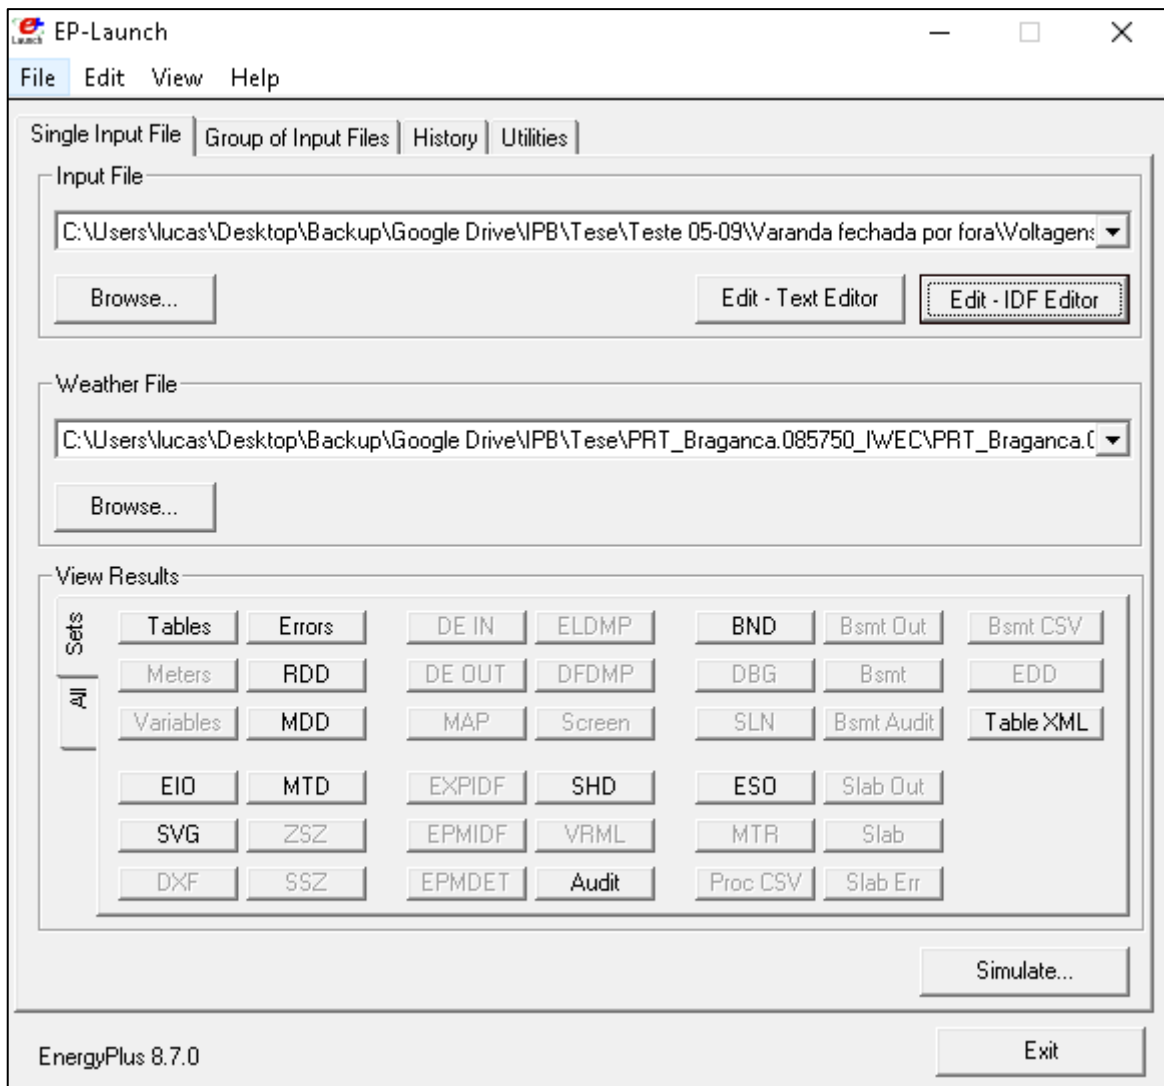 EP-Launch
File Edit View Help
Single Input File Group of Input Files History Utilities
Input File
C:\Users\lucas\Desktop\Backup\Google Drive\IPB\Tese\Teste 05-09\Varanda fechada por fora\Voltagens
Browse... Edit - Text Editor Edit - IDF Editor
Weather File
C:\Users\lucas\Desktop\Backup\Google Drive\IPB\Tese\PRT_Braganca.085750_IWEC\PRT_Braganca.0
Browse...
View Results
Sets
All
Tables Errors DE IN ELDMP BND Bsmt Out Bsmt CSV
Meters RDD DE OUT DFDMP DBG Bsmt EDD
Variables MDD MAP Screen SLN Bsmt Audit Table XML
EIO MTD EXPIDF SHD ESO Slab Out
SVG ZSZ EPMIDF VRML MTR Slab
DXF SSZ EPMDET Audit Proc CSV Slab Err
Simulate...
EnergyPlus 8.7.0 Exit